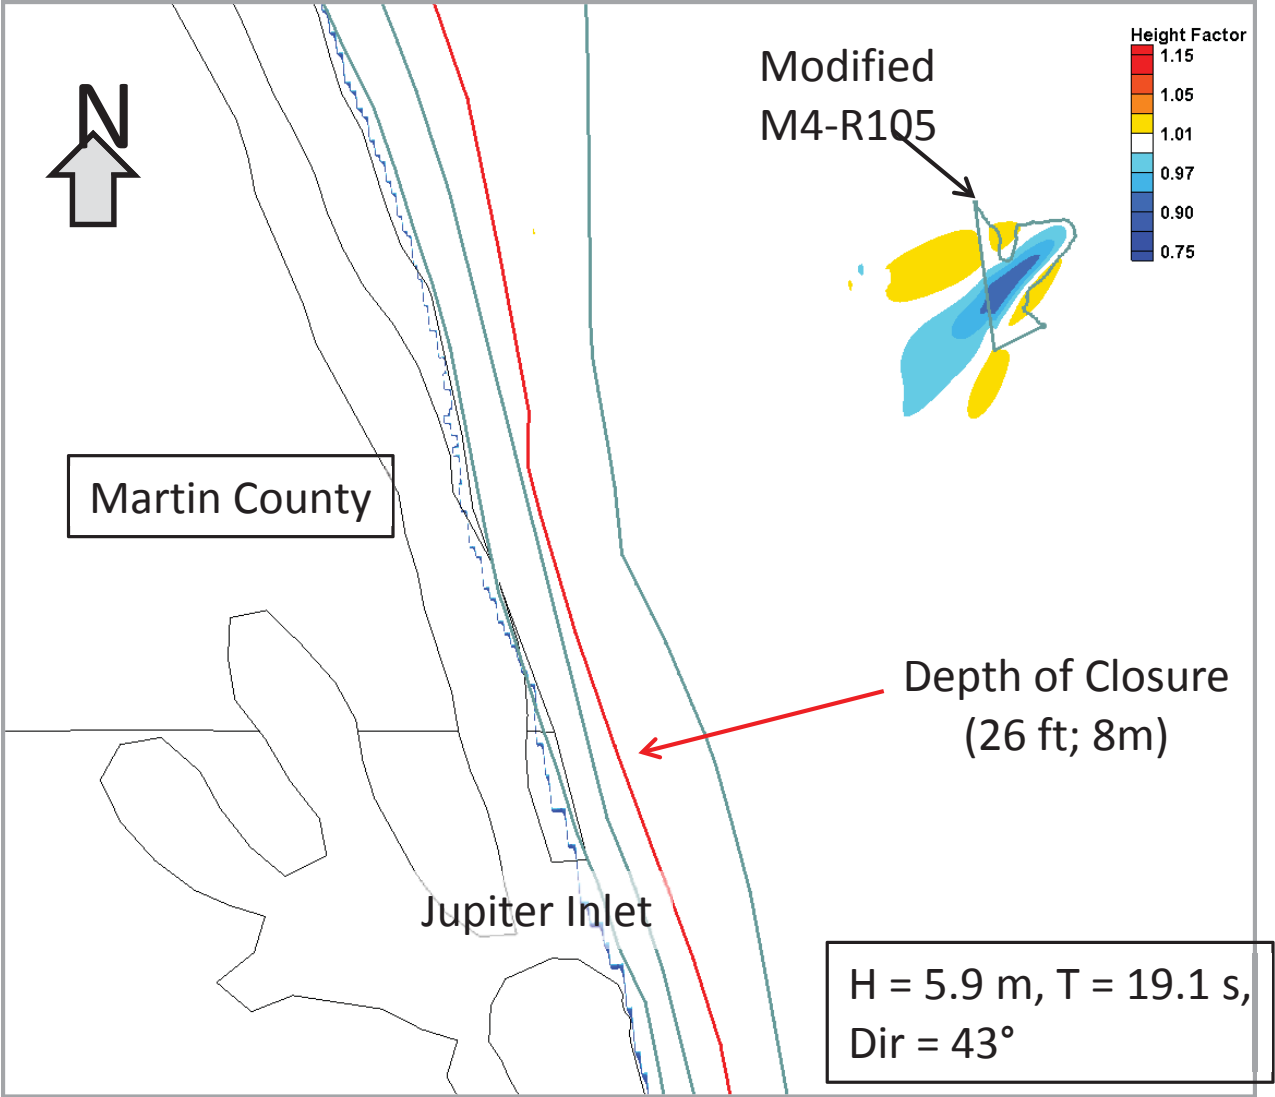 Height Factor
1.15
1.05
1.01
0.97
0.90
0.75
Modified
M4-R105
N
Martin County
Depth of Closure
(26 ft; 8m)
Jupiter Inlet
H = 5.9 m, T = 19.1 s,
Dir = 43°